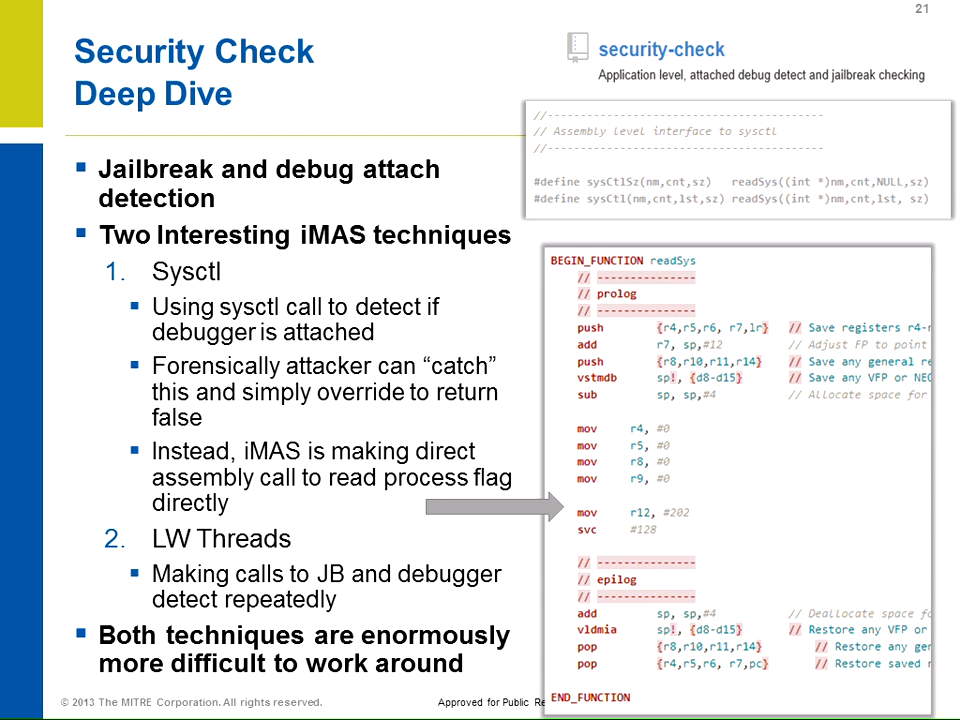 21
Security Check
Deep Dive
security-check
Application level, attached debug detect and jailbreak checking
//------------------------------------------
// Assembly level interface to sysctl
//------------------------------------------
#define sysCtlSz(nm,cnt,sz) readSys((int *)nm,cnt,NULL,sz)
#define sysCtl(nm,cnt,lst,sz) readSys((int *)nm,cnt,lst, sz)
▪ Jailbreak and debug attach
detection
▪ Two Interesting iMAS techniques
1. Sysctl
▪ Using sysctl call to detect if
debugger is attached
▪ Forensically attacker can “catch”
this and simply override to return
false
▪ Instead, iMAS is making direct
assembly call to read process flag
directly
2. LW Threads
▪ Making calls to JB and debugger
detect repeatedly
▪ Both techniques are enormously
more difficult to work around
BEGIN_FUNCTION readSys
// ---------------
// prolog
// ---------------
push {r4,r5,r6, r7,lr} // Save registers r4-
add r7, sp,#12 // Adjust FP to point
push {r8,r10,r11,r14} // Save any general
vstmdb sp!, {d8-d15} // Save any VFP or
sub sp, sp,#4 // Allocate space for
mov r4, #0
mov r5, #0
mov r8, #0
mov r9, #0
mov r12, #202
svc #128
// ---------------
// epilog
// ---------------
add sp, sp,#4 // Deallocate space
vldmia sp!, {d8-d15} // Restore any VFP or
pop {r8,r10,r11,r14} // Restore any
pop {r4,r5,r6, r7,pc} // Restore saved
END_FUNCTION
© 2013 The MITRE Corporation. All rights reserved.
Approved for Public